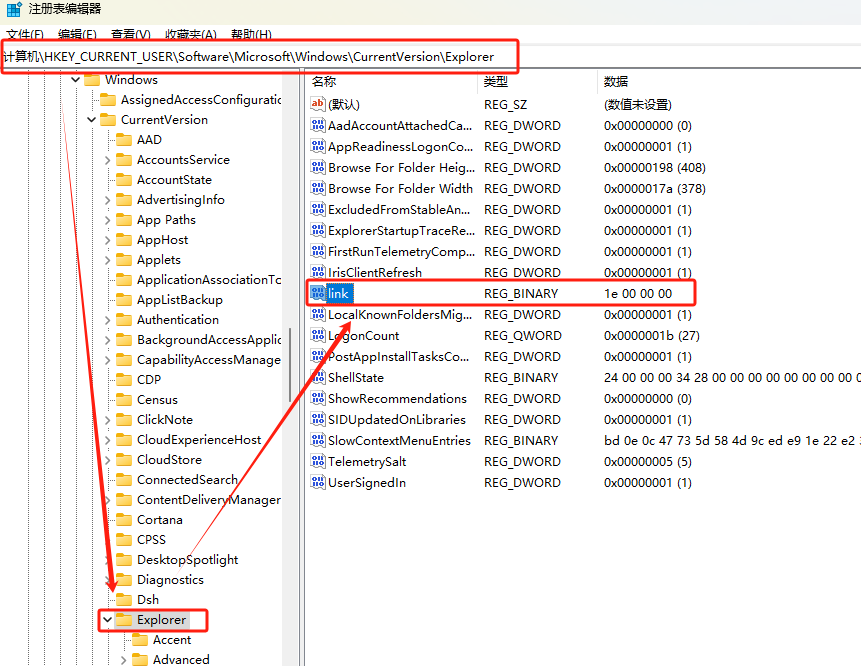 注册表编辑器
文件(F) 编辑(E) 查看(V) 收藏夹(A) 帮助(H)
计算机\HKEY_CURRENT_USER\Software\Microsoft\Windows\CurrentVersion\Explorer
Windows
AssignedAccessConfiguratic
CurrentVersion
AAD
AccountsService
AccountState
AdvertisingInfo
App Paths
AppHost
Applets
ApplicationAssociationTo
AppListBackup
Authentication
BackgroundAccessApplic
CapabilityAccessManage
CDP
Census
ClickNote
CloudExperienceHost
CloudStore
ConnectedSearch
ContentDeliveryManager
Cortana
CPSS
DesktopSpotlight
Diagnostics
Dsh
Explorer
Accent
Advanced
名称 类型 数据
(默认) REG_SZ (数值未设置)
AadAccountAttachedCa... REG_DWORD 0x00000000 (0)
AppReadinessLogonCo... REG_DWORD 0x00000001 (1)
Browse For Folder Heig... REG_DWORD 0x00000198 (408)
Browse For Folder Width REG_DWORD 0x0000017a (378)
ExcludedFromStableAn... REG_DWORD 0x00000001 (1)
ExplorerStartupTraceRe... REG_DWORD 0x00000001 (1)
FirstRunTelemetryComp... REG_DWORD 0x00000001 (1)
IrisClientRefresh REG_DWORD 0x00000001 (1)
link REG_BINARY 1e 00 00 00
LocalKnownFoldersMig... REG_DWORD 0x00000001 (1)
LogonCount REG_QWORD 0x0000001b (27)
PostAppInstallTasksCo... REG_DWORD 0x00000001 (1)
ShellState REG_BINARY 24 00 00 00 34 28 00 00 00 00 00 00 00 0
ShowRecommendations REG_DWORD 0x00000000 (0)
SIDUpdatedOnLibraries REG_DWORD 0x00000001 (1)
SlowContextMenuEntries REG_BINARY bd 0e 0c 47 73 5d 58 4d 9c ed e9 1e 22 e2
TelemetrySalt REG_DWORD 0x00000005 (5)
UserSignedIn REG_DWORD 0x00000001 (1)